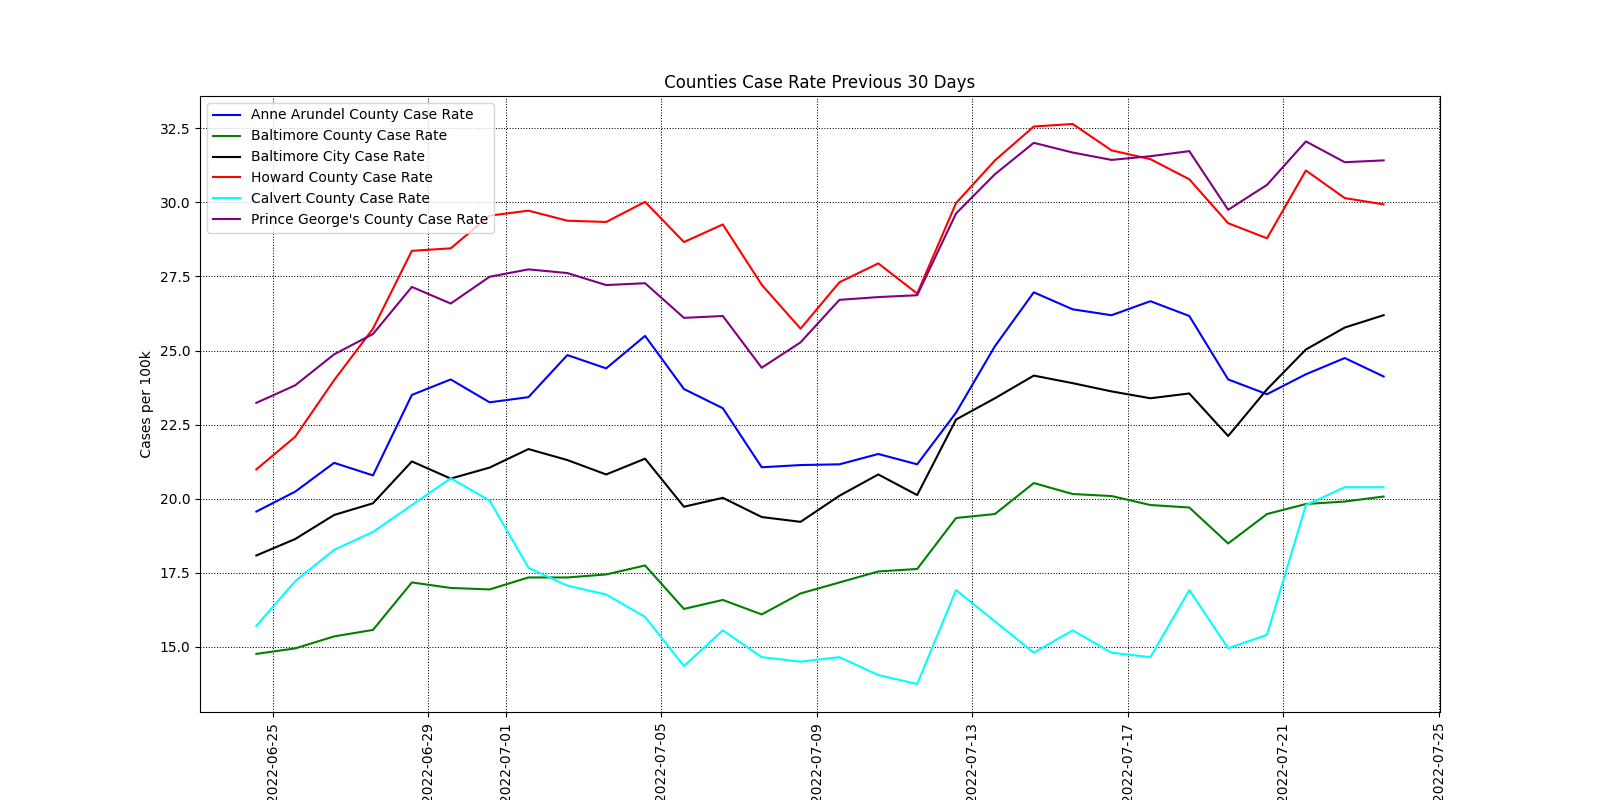 Counties Case Rate Previous 30 Days
Anne Arundel County Case Rate
Baltimore County Case Rate
Baltimore City Case Rate
Howard County Case Rate
Calvert County Case Rate
Prince George's County Case Rate
Cases per 100k
32.5
30.0
27.5
25.0
22.5
20.0
17.5
15.0
2022-06-25
2022-06-29
2022-07-01
2022-07-05
2022-07-09
2022-07-13
2022-07-17
2022-07-21
2022-07-25